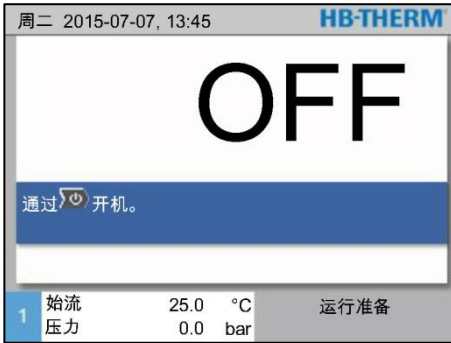 周二 2015-07-07, 13:45 HB-THERM
OFF
通过开机。
1 始流 25.0 °C 运行准备
压力 0.0 bar